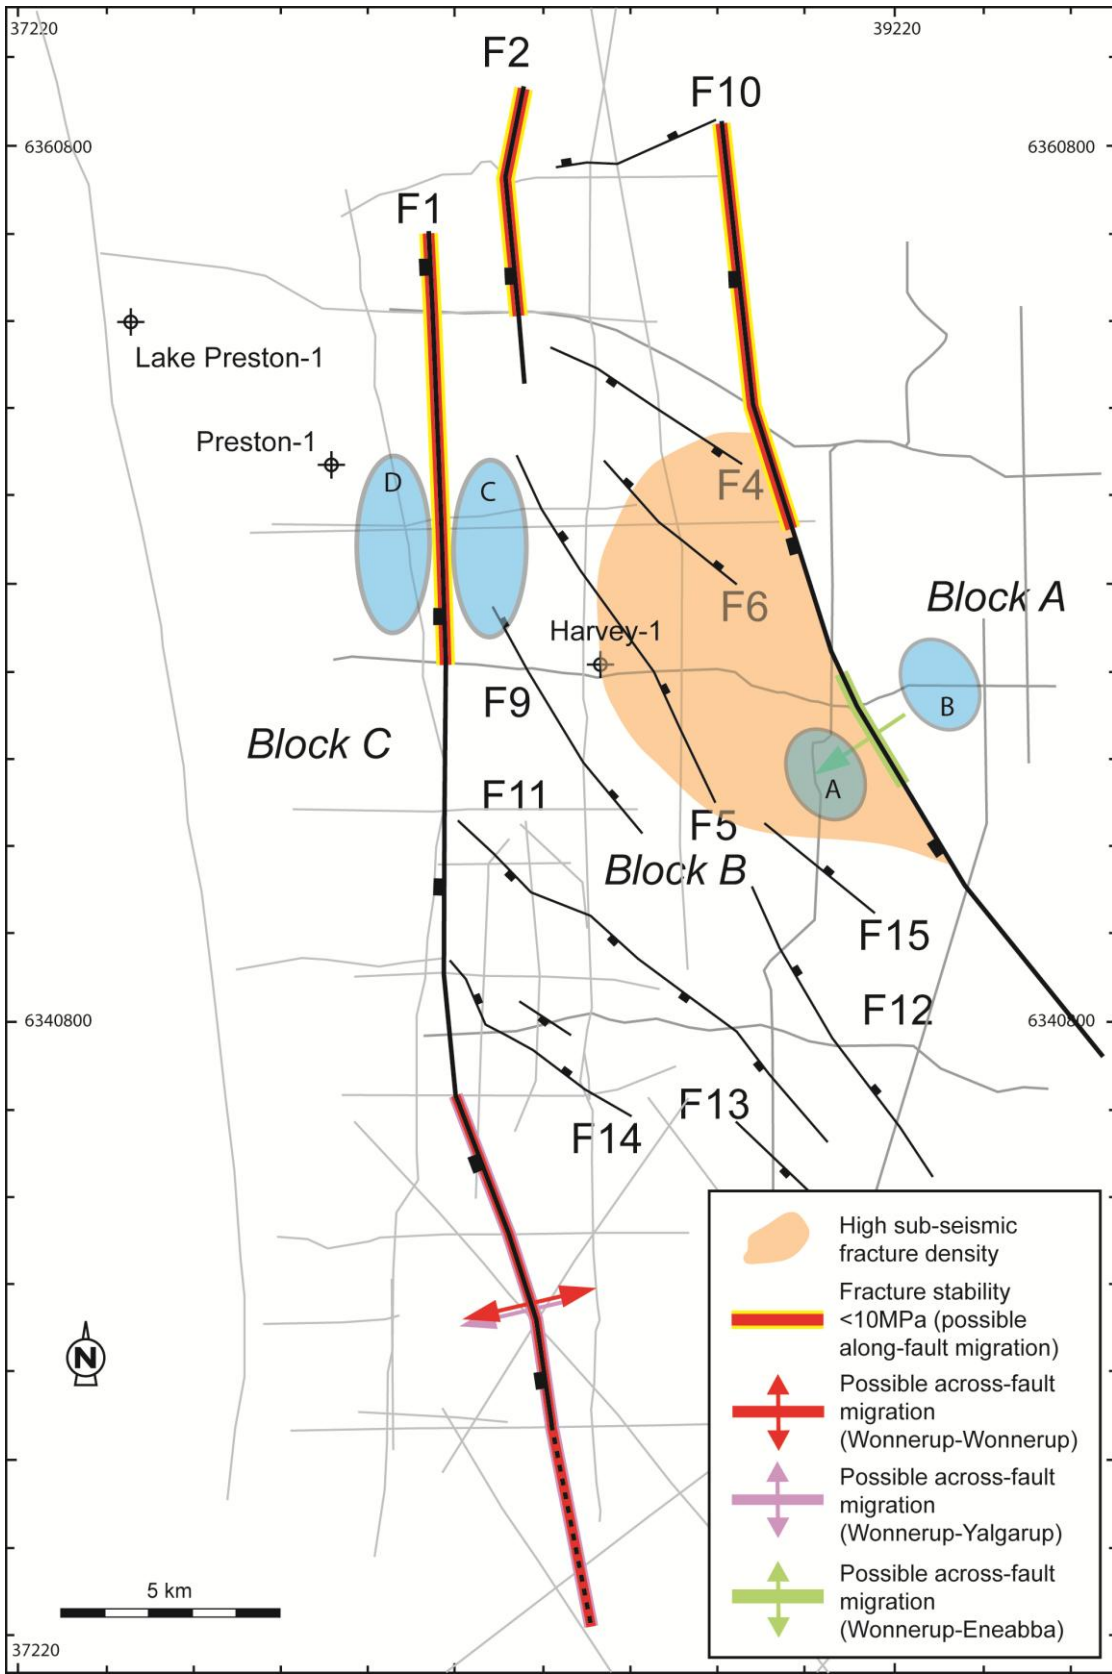 37220
39220
F2
F10
6360800
6360800
F1
Lake Preston-1
Preston-1
D
C
F4
F6
Block A
Harvey-1
F9
B
Block C
A
F11
F5
Block B
F15
F12
6340800
6340800
F13
F14
High sub-seismic
fracture density
Fracture stability
<10MPa (possible
along-fault migration)
N
Possible across-fault
migration
(Wonnerup-Wonnerup)
Possible across-fault
migration
(Wonnerup-Yalgarup)
5 km
Possible across-fault
migration
(Wonnerup-Eneabba)
37220